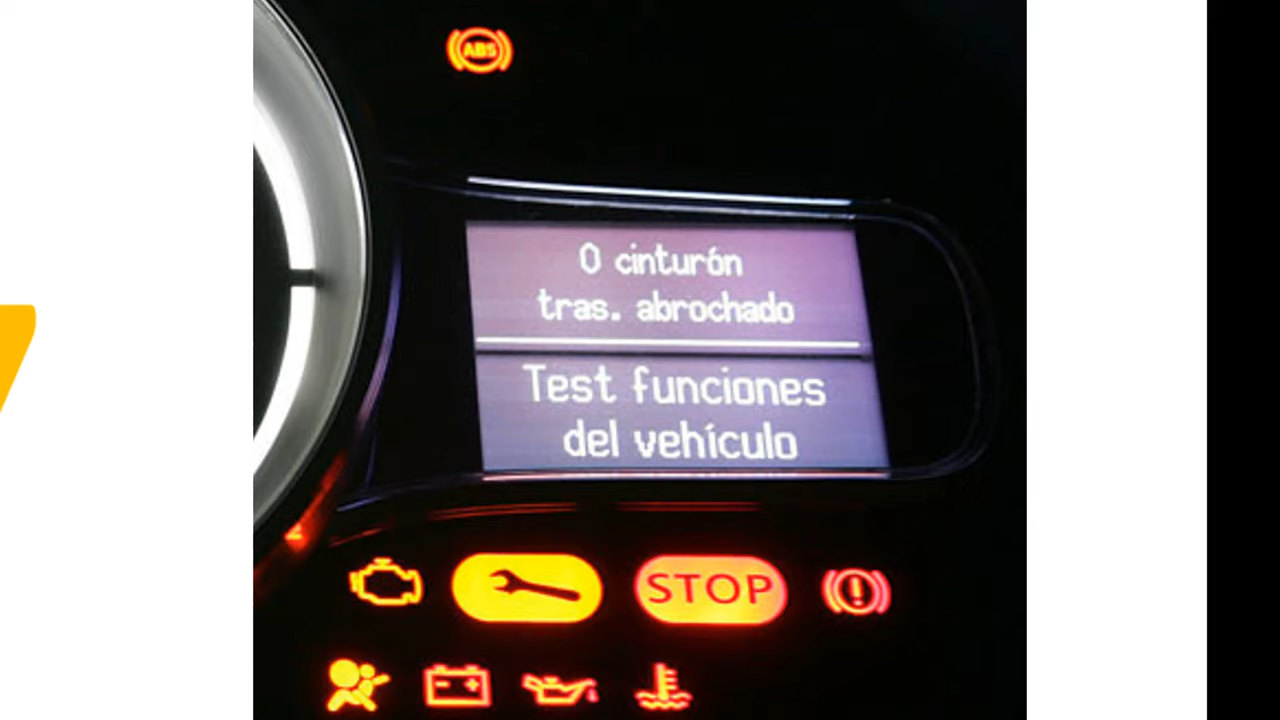 ABS
0 cinturón
tras. abrochado
Test funciones
del vehículo
STOP